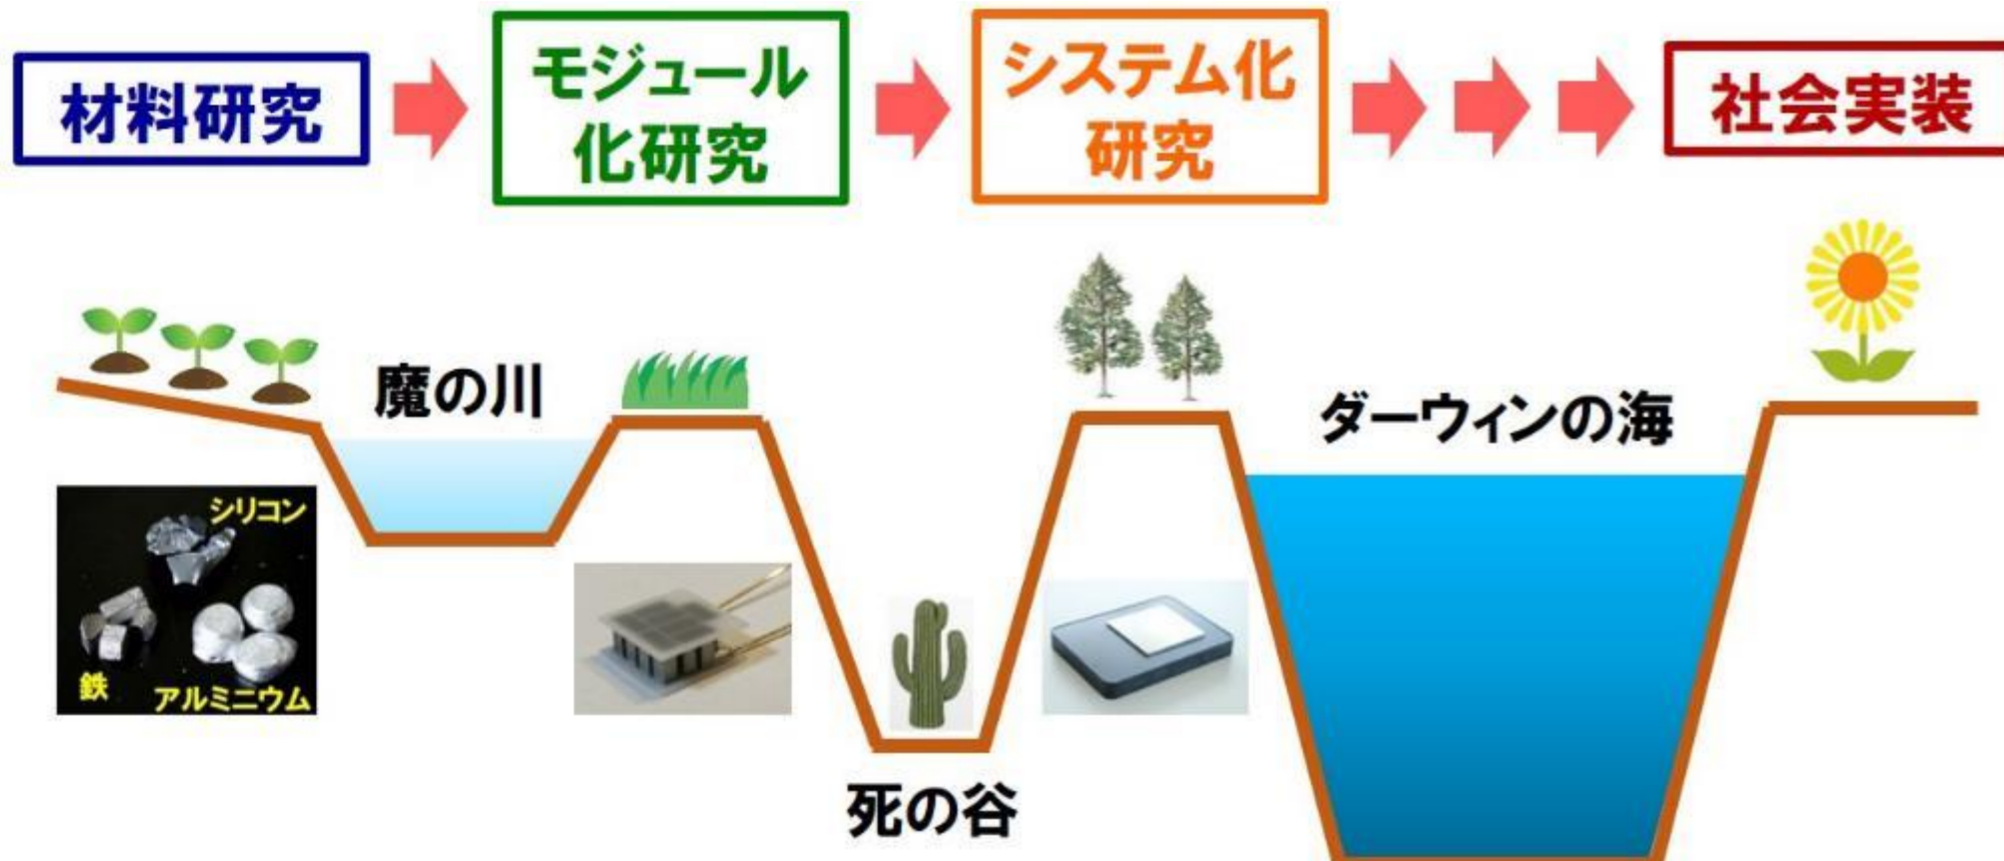 材料研究
モジュール
化研究
システム化
研究
社会実装
魔の川
ダーウィンの海
シリコン
鉄
アルミニウム
死の谷